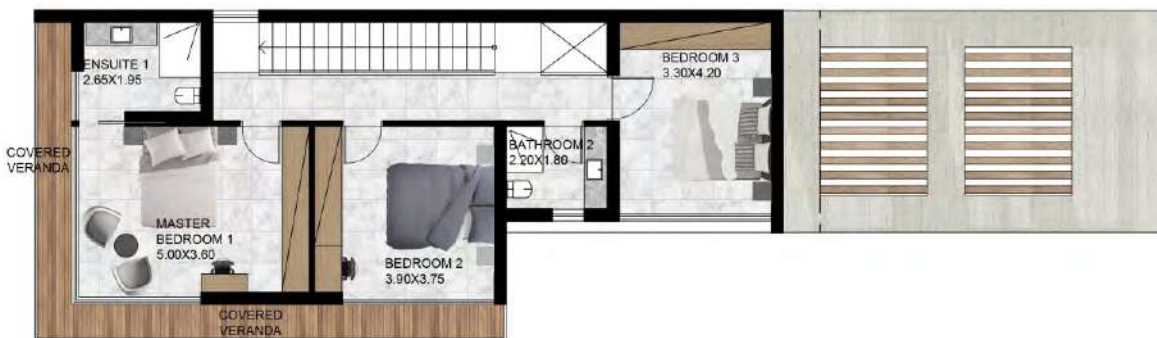 ENSUITE 1
2.65X1.95
BEDROOM 3
3.30X4.20
COVERED
VERANDA
BATHROOM 2
2.20X1.80
MASTER
BEDROOM 1
5.00X3.60
BEDROOM 2
3.90X3.75
COVERED
VERANDA